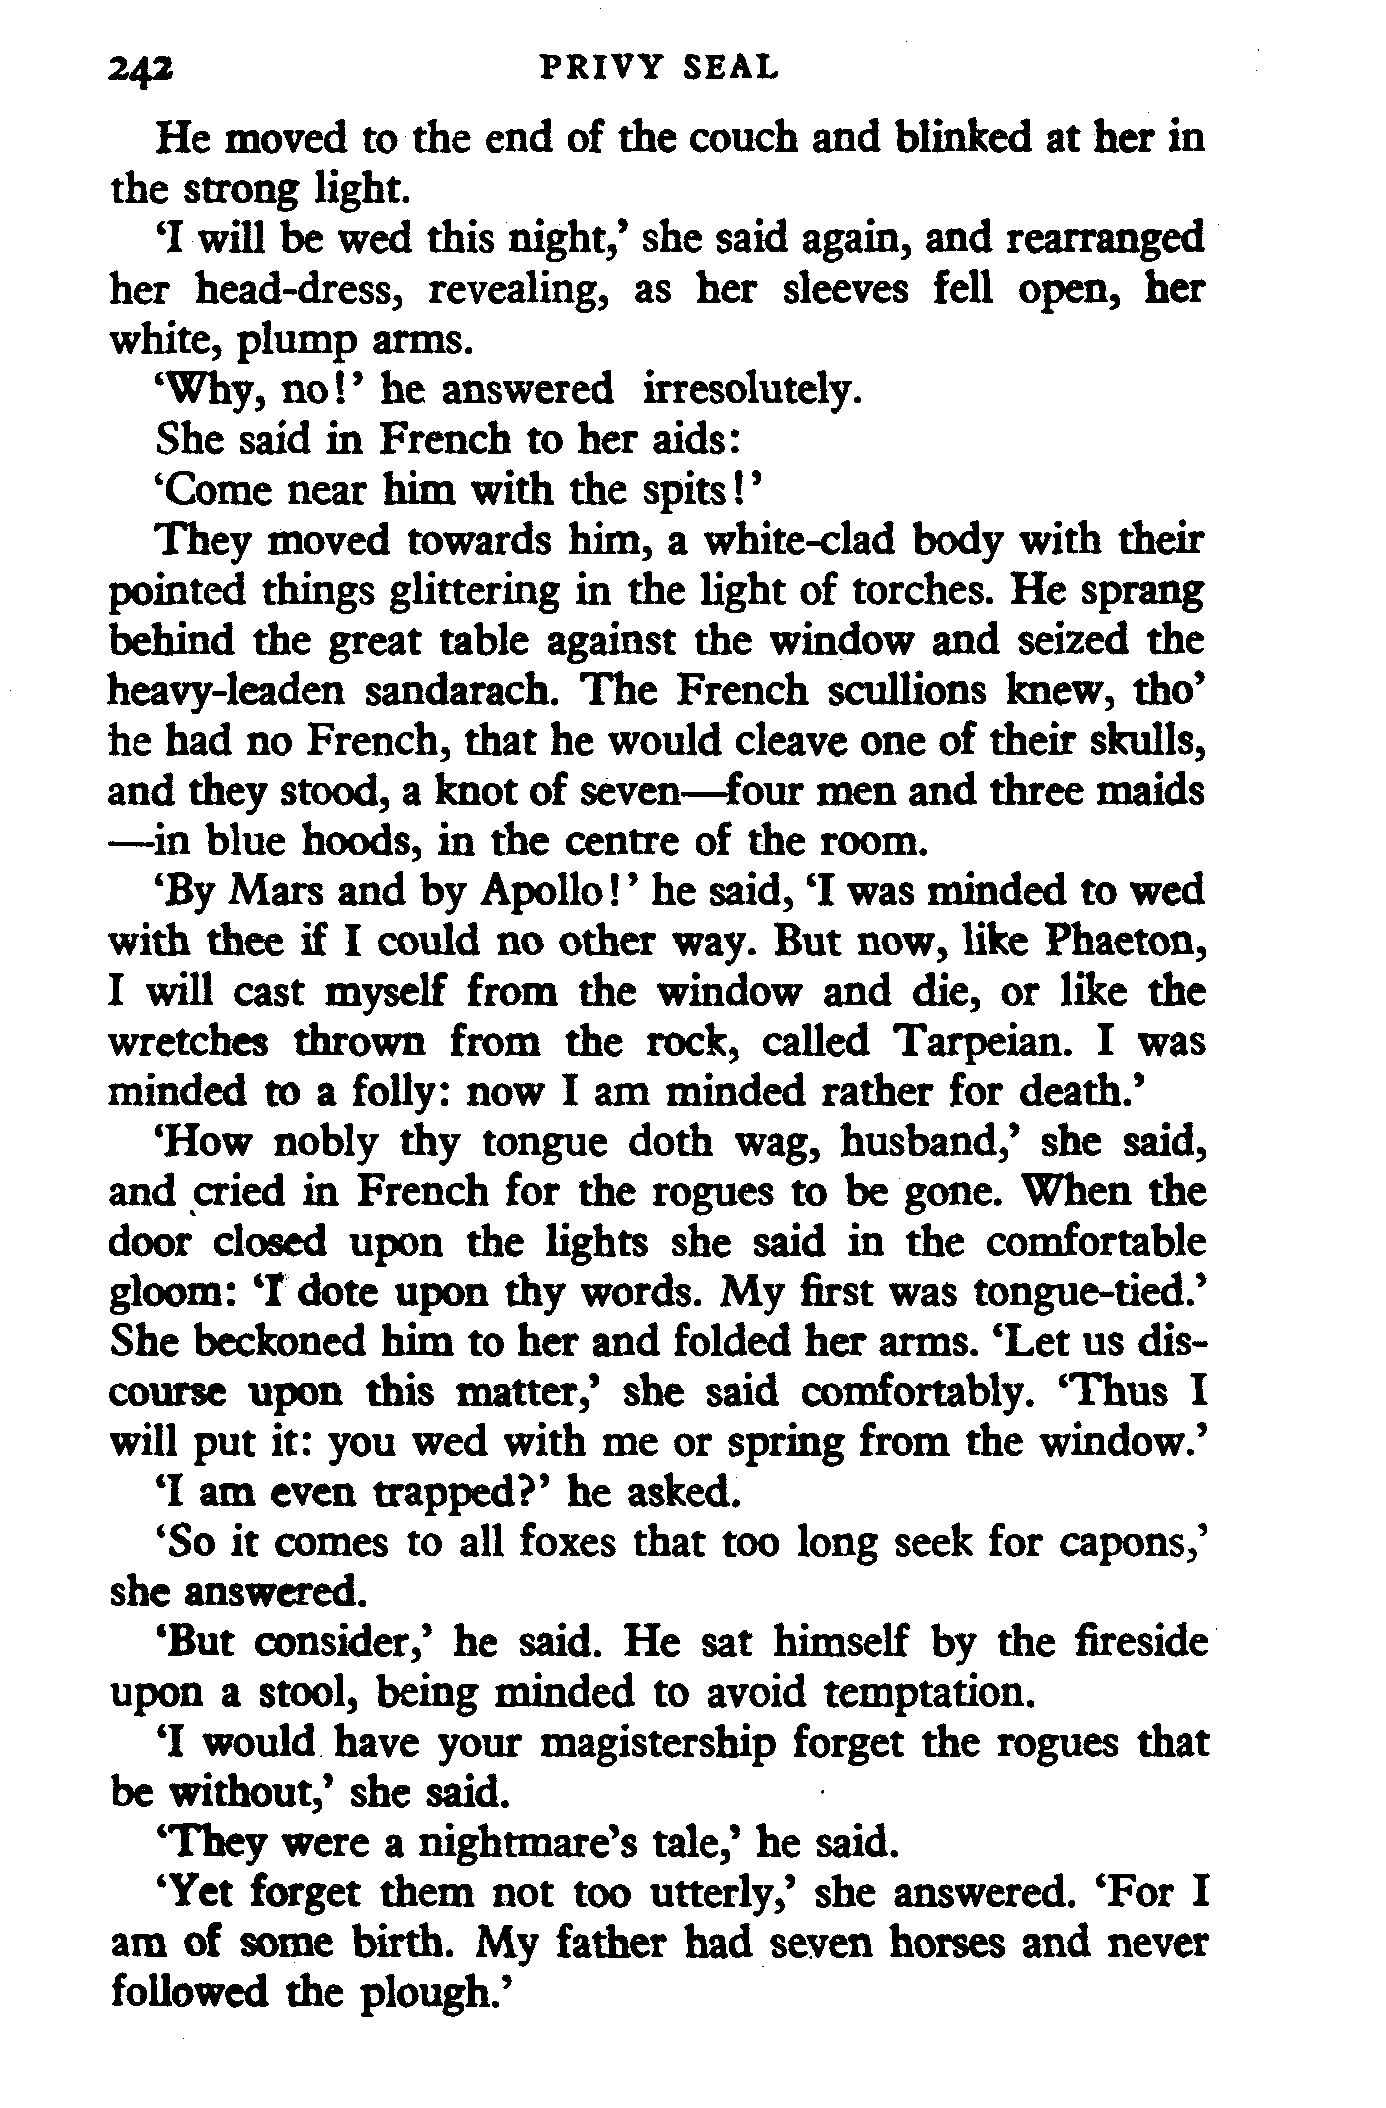 242 PRIVY SEAL
He moved to the end of the couch and blinked at her in
the strong light.
‘I will be wed this night,’ she said again, and rearranged
her head-dress, revealing, as her sleeves fell open, her
white, plump arms.
‘Why, no!’ he answered irresolutely.
She said in French to her aids:
‘Come near him with the spits!’
They moved towards him, a white-clad body with their
pointed things glittering in the light of torches. He sprang
behind the great table against the window and seized the
heavy-leaden sandarach. The French scullions knew, tho’
he had no French, that he would cleave one of their skulls,
and they stood, a knot of seven—four men and three maids
—in blue hoods, in the centre of the room.
‘By Mars and by Apollo!’ he said, ‘I was minded to wed
with thee if I could no other way. But now, like Phaeton,
I will cast myself from the window and die, or like the
wretches thrown from the rock, called Tarpeian. I was
minded to a folly: now I am minded rather for death.’
‘How nobly thy tongue doth wag, husband,’ she said,
and cried in French for the rogues to be gone. When the
door closed upon the lights she said in the comfortable
gloom: ‘I dote upon thy words. My first was tongue-tied.’
She beckoned him to her and folded her arms. ‘Let us dis-
course upon this matter,’ she said comfortably. ‘Thus I
will put it: you wed with me or spring from the window.’
‘I am even trapped?’ he asked.
‘So it comes to all foxes that too long seek for capons,’
she answered.
‘But consider,’ he said. He sat himself by the fireside
upon a stool, being minded to avoid temptation.
‘I would have your magistership forget the rogues that
be without,’ she said.
‘They were a nightmare’s tale,’ he said.
‘Yet forget them not too utterly,’ she answered. ‘For I
am of some birth. My father had seven horses and never
followed the plough.’